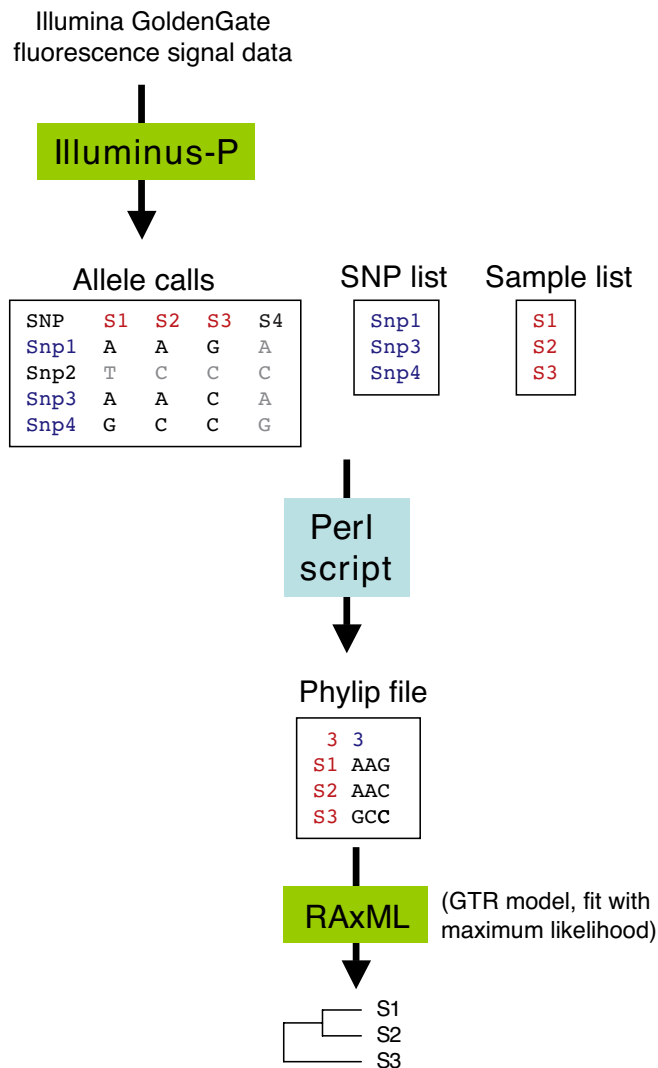 Illumina GoldenGate
fluorescence signal data
Illuminus-P
Allele calls SNP list Sample list
SNP S1 S2 S3 S4
Snp1 A A G A
Snp2 T C C C
Snp3 A A C A
Snp4 G C C G
Snp1
Snp3
Snp4
S1
S2
S3
Perl
script
Phylip file
3 3
S1 AAG
S2 AAC
S3 GCC
RAxML
(GTR model, fit with
maximum likelihood)
S1
S2
S3